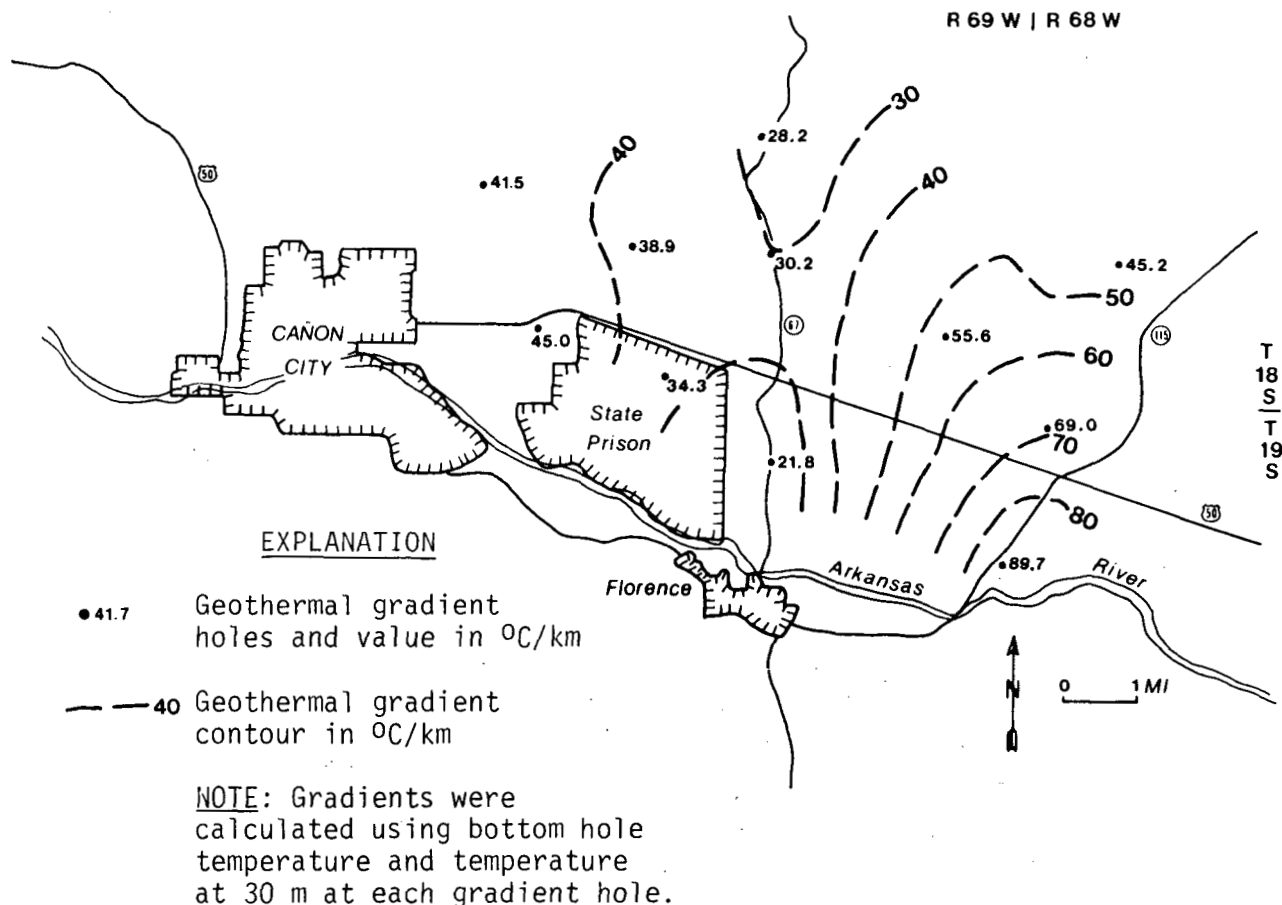 R 69 W | R 68 W
30
28.2
40
50
41.5
40
38.9
30.2
45.2
50
CAÑON
CITY
45.0
67
55.6
115
60
T
18
S
T
19
S
34.3
State
Prison
69.0
70
21.8
80
50
EXPLANATION
89.7
Arkansas
River
Florence
41.7 Geothermal gradient
holes and value in ºC/km
N
0 1 MI
40 Geothermal gradient
contour in ºC/km
NOTE: Gradients were
calculated using bottom hole
temperature and temperature
at 30 m at each gradient hole.